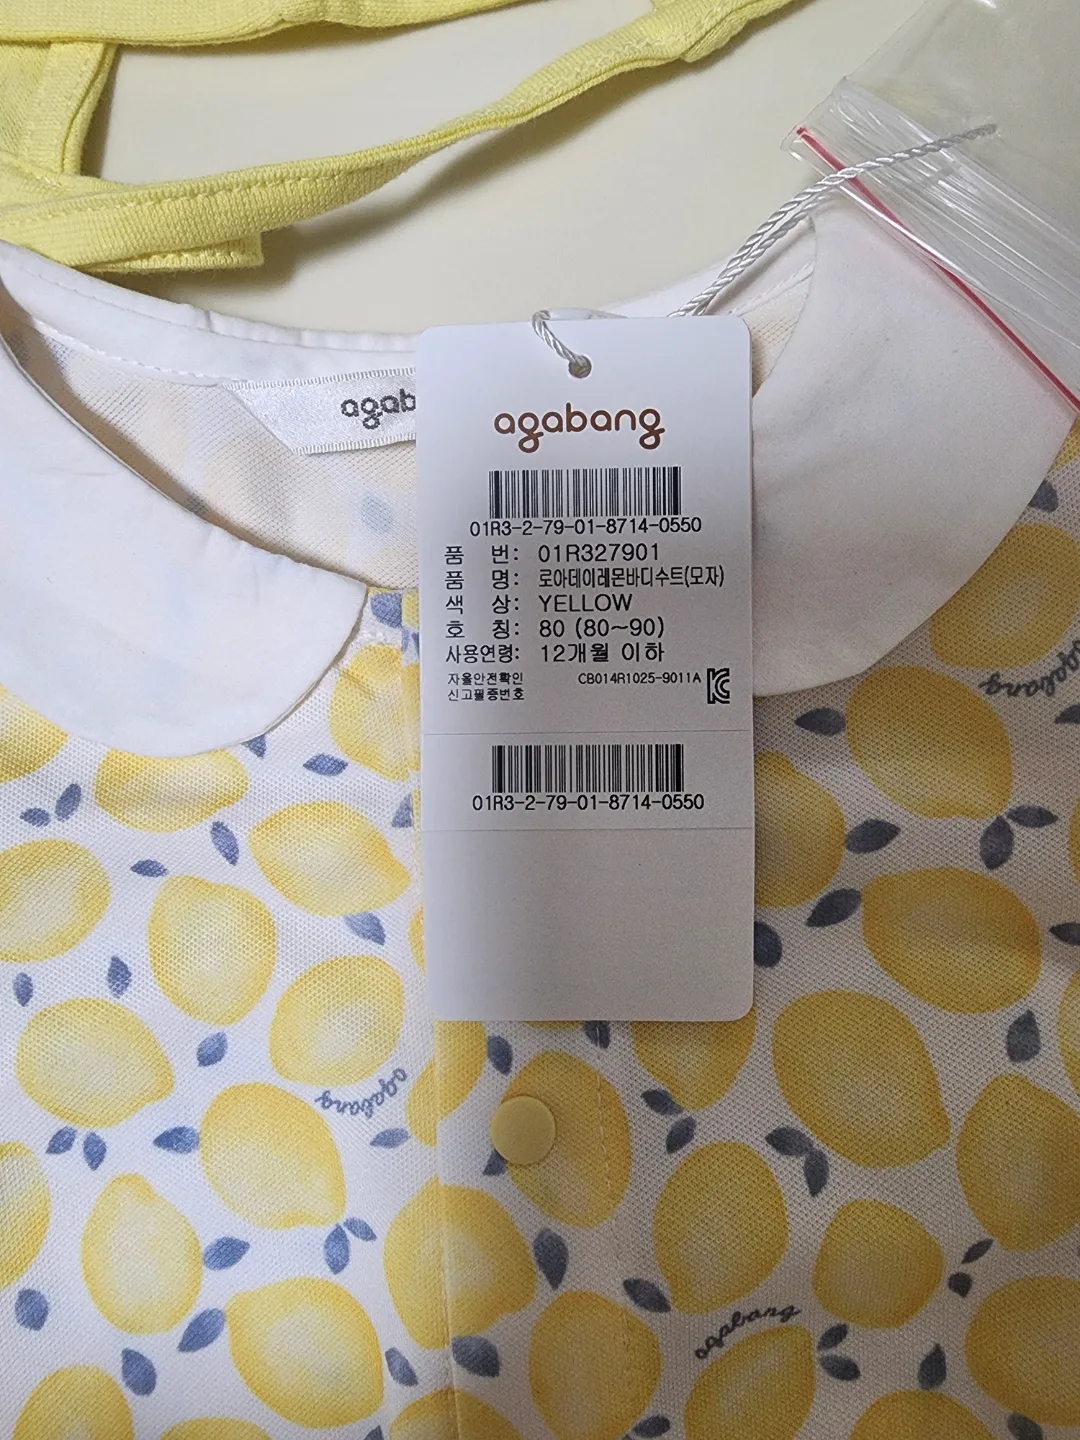 agab
agabang
01R3-2-79-01-8714-0550
품 번: 01R327901
품 명: 로아데이레몬바디수트(모자)
색 상: YELLOW
호 칭: 80 (80~90)
사용연령: 12개월 이하
자율안전확인 CB014R1025-9011A
신고필증번호
01R3-2-79-01-8714-0550
agabang
agabang
agabang